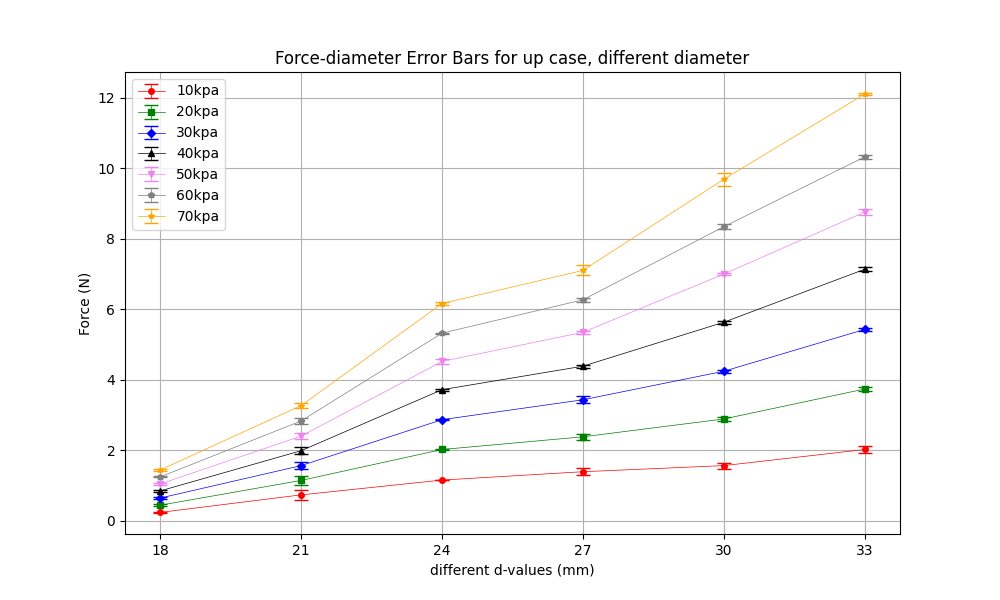 Force-diameter Error Bars for up case, different diameter
10kpa
20kpa
30kpa
40kpa
50kpa
60kpa
70kpa
12
10
8
6
4
2
0
Force (N)
18 21 24 27 30 33
different d-values (mm)